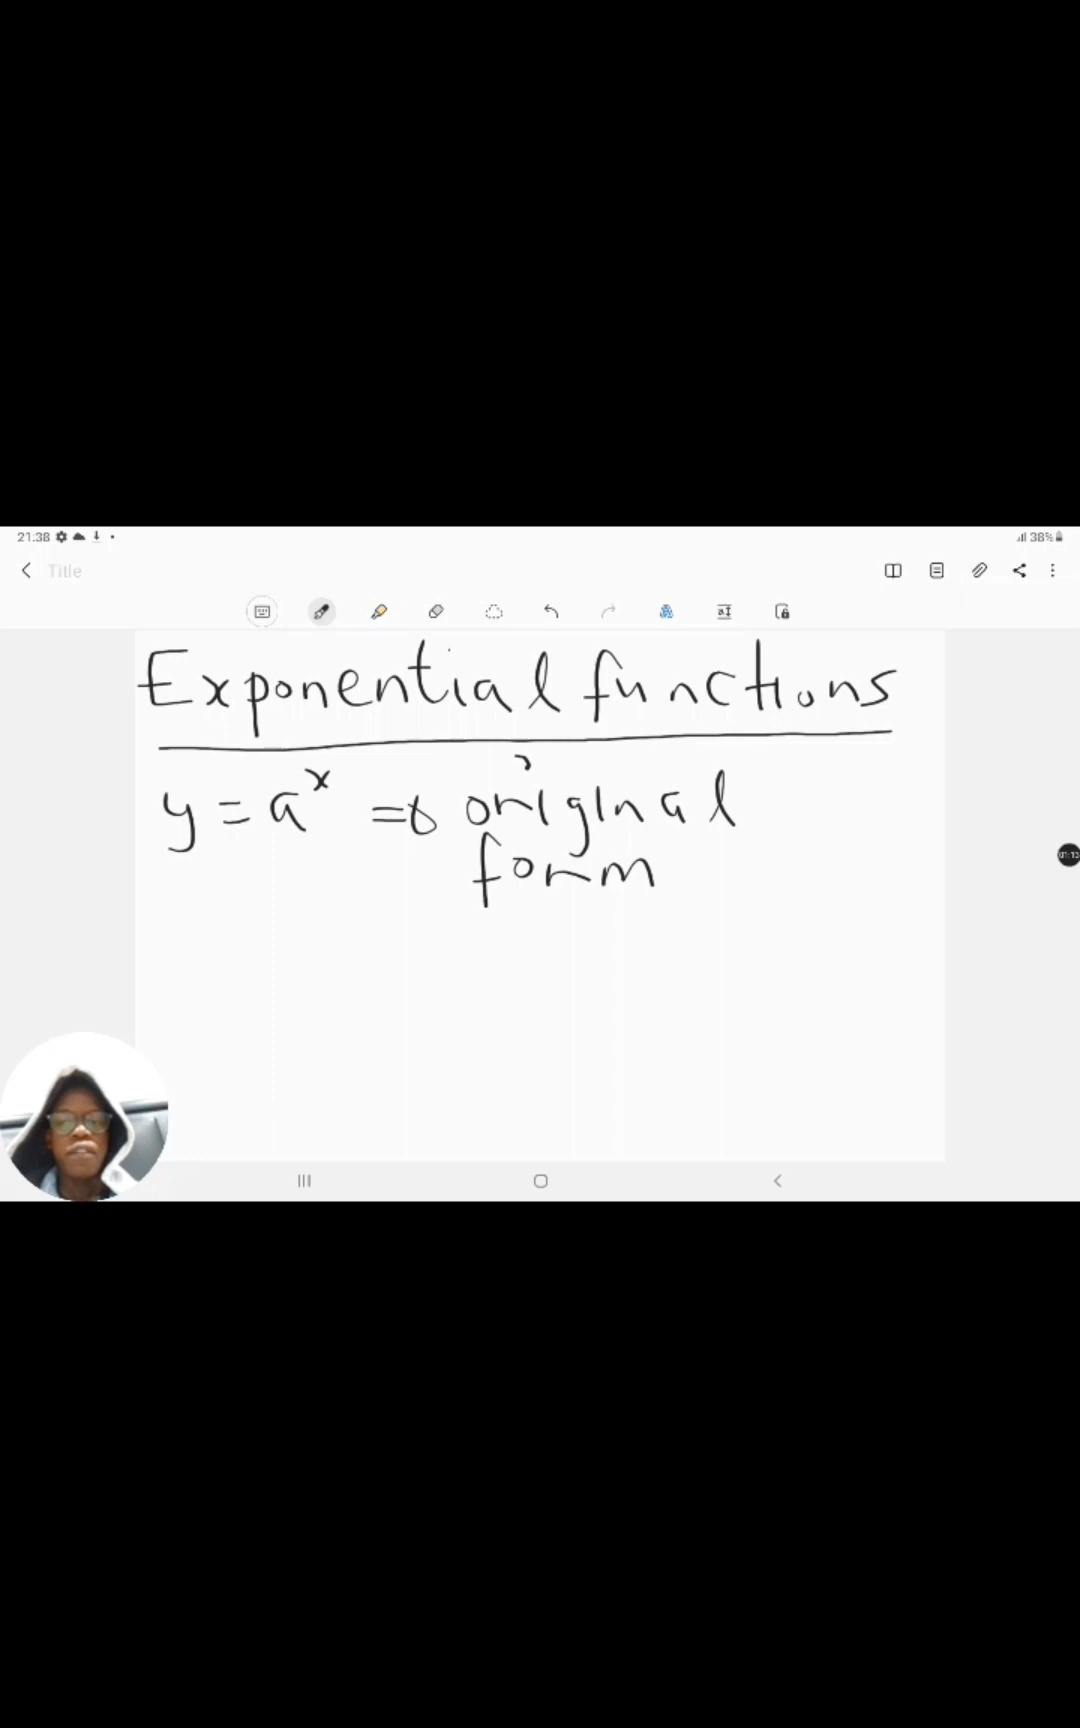 21:38
38%
Title
Exponential functions
y = a^x => original
form